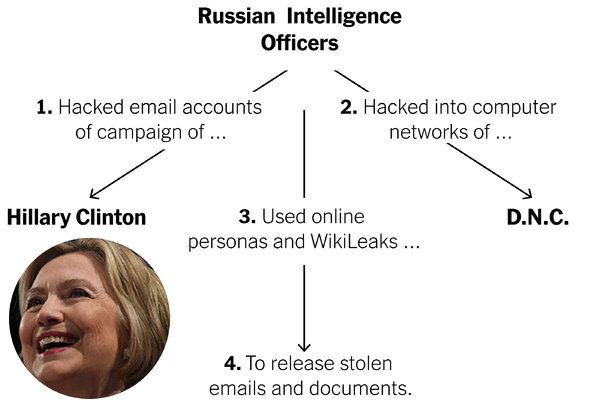 Russian Intelligence
Officers
1. Hacked email accounts
of campaign of ...
2. Hacked into computer
networks of ...
Hillary Clinton
D.N.C.
3. Used online
personas and WikiLeaks ...
4. To release stolen
emails and documents.